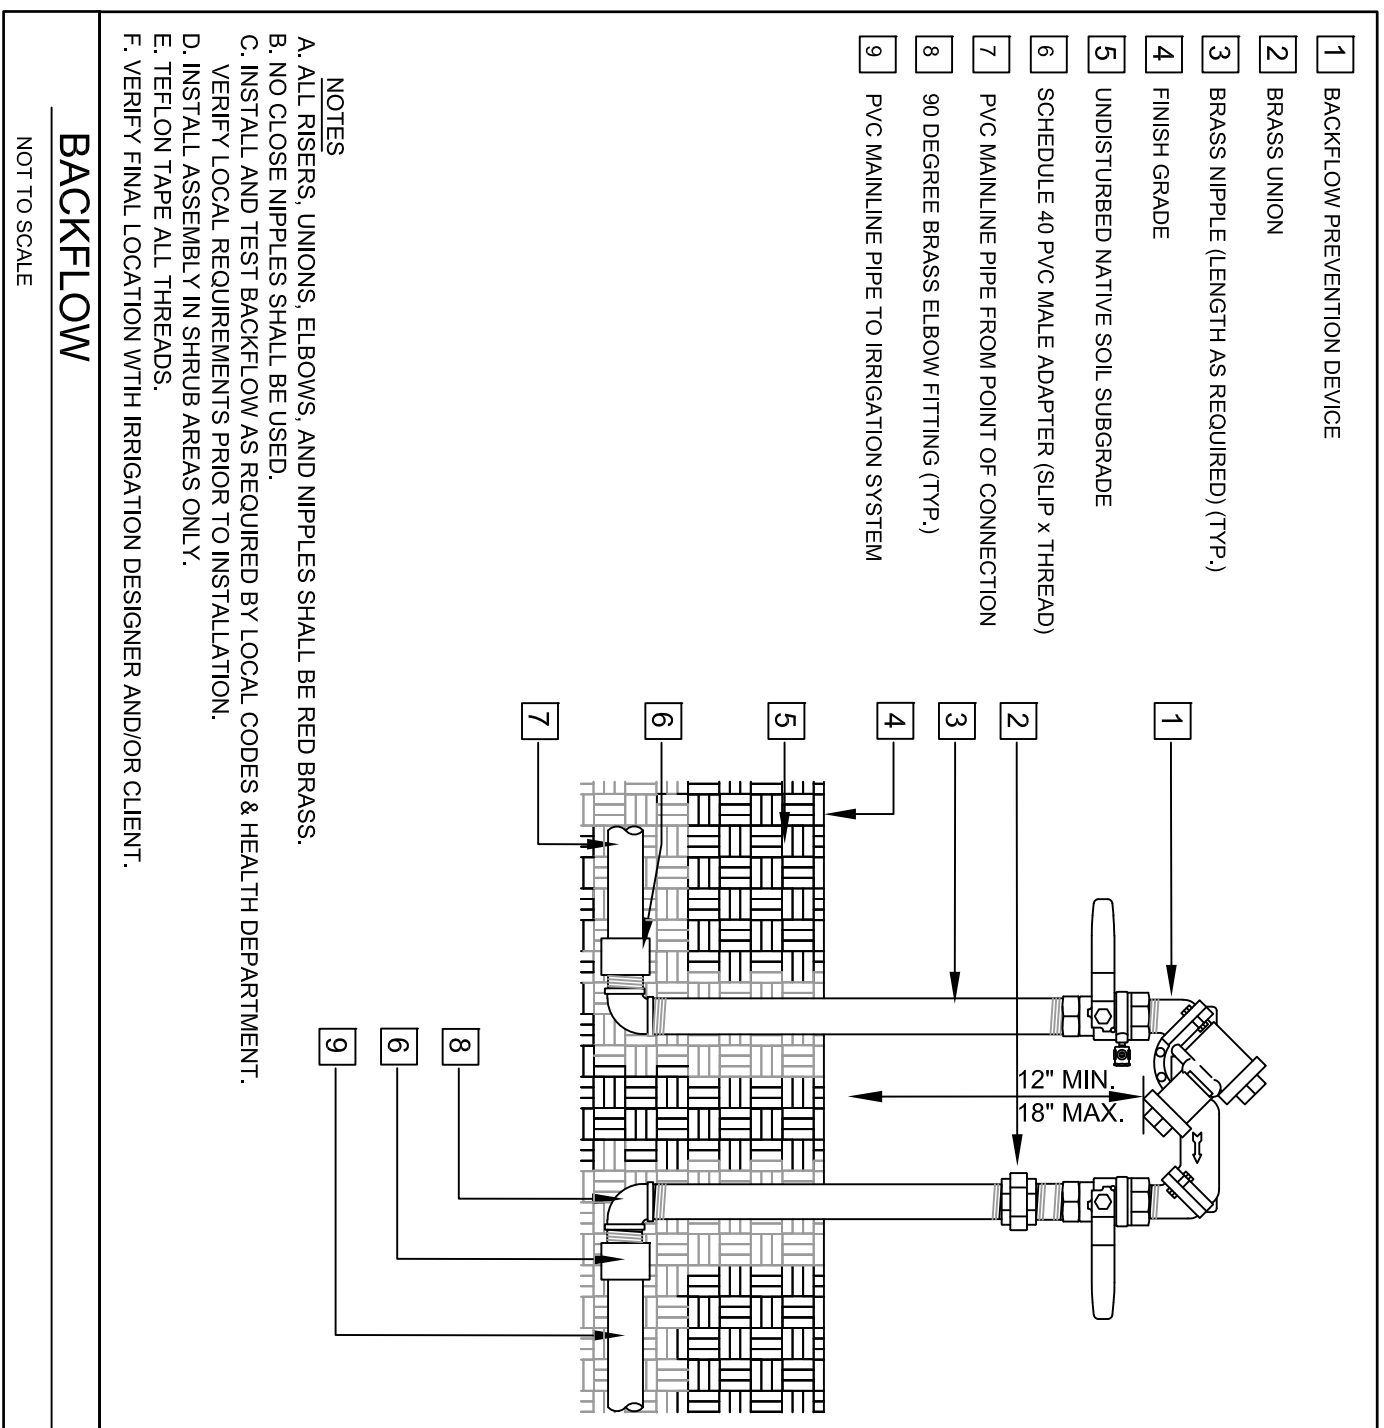 1 BACKFLOW PREVENTION DEVICE
2 BRASS UNION
3 BRASS NIPPLE (LENGTH AS REQUIRED) (TYP.)
4 FINISH GRADE
5 UNDISTURBED NATIVE SOIL SUBGRADE
6 SCHEDULE 40 PVC MALE ADAPTER (SLIP x THREAD)
7 PVC MAINLINE PIPE FROM POINT OF CONNECTION
8 90 DEGREE BRASS ELBOW FITTING (TYP.)
9 PVC MAINLINE PIPE TO IRRIGATION SYSTEM
1
2
3
4
5
6
7
12" MIN.
18" MAX.
8
6
9
NOTES
A. ALL RISERS, UNIONS, ELBOWS, AND NIPPLES SHALL BE RED BRASS.
B. NO CLOSE NIPPLES SHALL BE USED.
C. INSTALL AND TEST BACKFLOW AS REQUIRED BY LOCAL CODES & HEALTH DEPARTMENT.
VERIFY LOCAL REQUIREMENTS PRIOR TO INSTALLATION.
D. INSTALL ASSEMBLY IN SHRUB AREAS ONLY.
E. TEFLON TAPE ALL THREADS.
F. VERIFY FINAL LOCATION WTIH IRRIGATION DESIGNER AND/OR CLIENT.
BACKFLOW
NOT TO SCALE